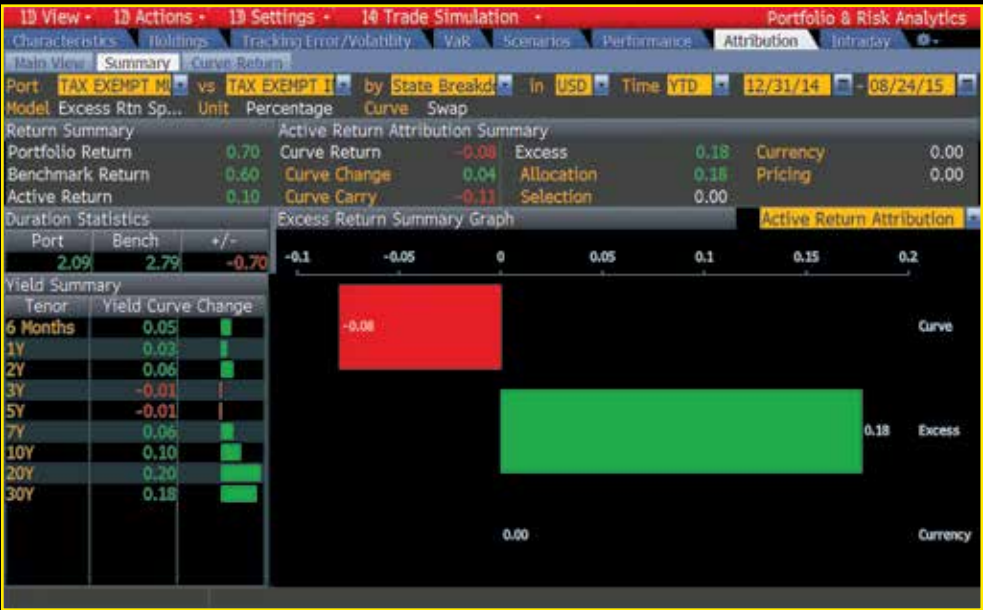 11) View 12) Actions 13) Settings 14) Trade Simulation Portfolio & Risk Analytics
Characteristics Holdings Tracking Error/Volatility VaR Scenarios Performance Attribution Intraday
Main View Summary Curve Return
Port TAX EXEMPT MU vs TAX EXEMPT I by State Breakdo in USD Time YTD 12/31/14 - 08/24/15
Model Excess Rtn Sp... Unit Percentage Curve Swap
Return Summary Active Return Attribution Summary
Portfolio Return 0.70 Curve Return -0.08 Excess 0.18 Currency 0.00
Benchmark Return 0.60 Curve Change 0.04 Allocation 0.18 Pricing 0.00
Active Return 0.10 Curve Carry -0.11 Selection 0.00
Duration Statistics Excess Return Summary Graph Active Return Attribution
Port Bench +/-
2.09 2.79 -0.70
-0.1 -0.05 0 0.05 0.1 0.15 0.2
Yield Summary
Tenor Yield Curve Change
6 Months 0.05
1Y 0.03
2Y 0.06
3Y -0.01
5Y -0.01
7Y 0.06
10Y 0.10
20Y 0.20
30Y 0.18
-0.08 Curve
0.18 Excess
0.00 Currency